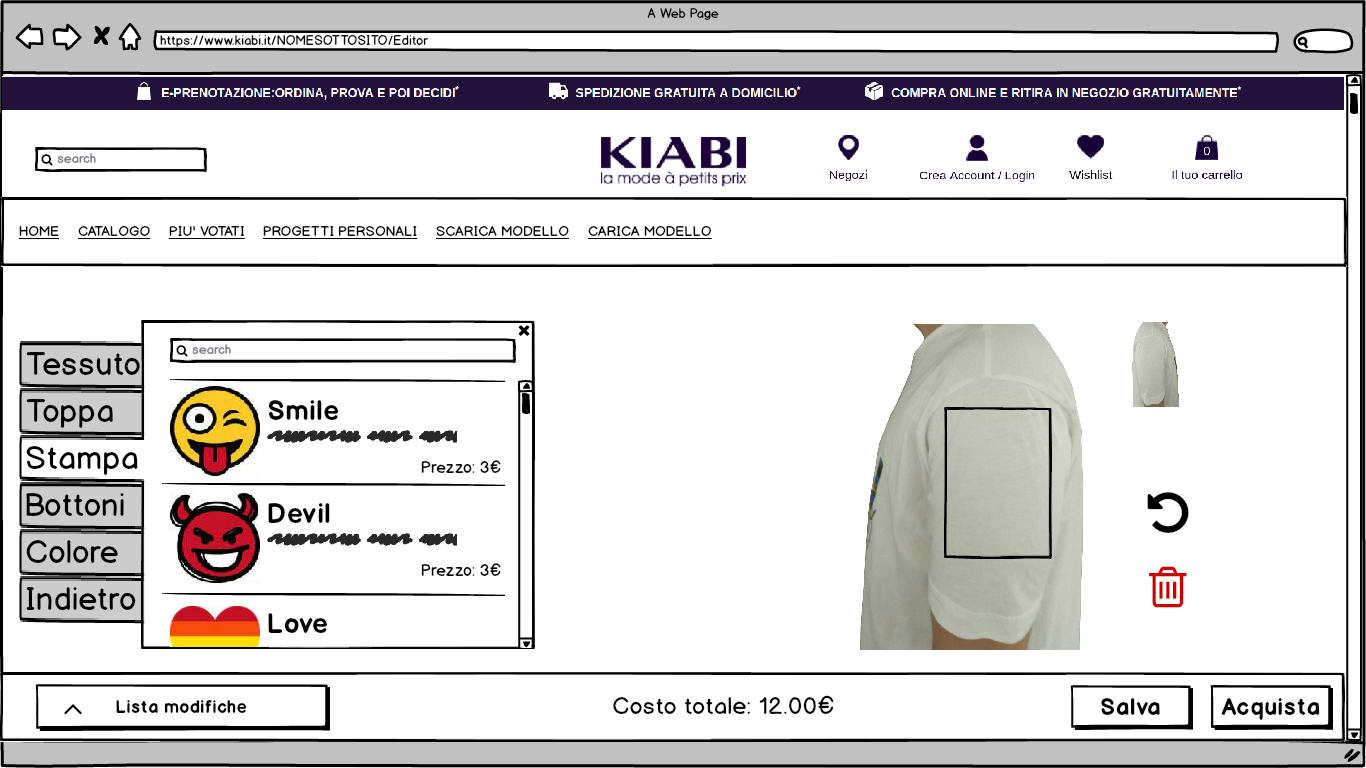 A Web Page
https://www.kiabi.it/NOMESOTTOSITO/Editor
E-PRENOTAZIONE:ORDINA, PROVA E POI DECIDI*
SPEDIZIONE GRATUITA A DOMICILIO*
COMPRA ONLINE E RITIRA IN NEGOZIO GRATUITAMENTE*
search
KIABI
la mode à petits prix
Negozi
Crea Account / Login
Wishlist
0
Il tuo carrello
HOME CATALOGO PIU' VOTATI PROGETTI PERSONALI SCARICA MODELLO CARICA MODELLO
Tessuto
Toppa
Stampa
Bottoni
Colore
Indietro
search
Smile
Prezzo: 3€
Devil
Prezzo: 3€
Love
Lista modifiche
Costo totale: 12.00€
Salva
Acquista